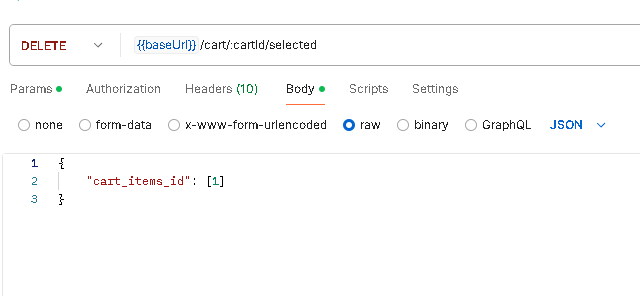 DELETE {{baseUrl}} /cart/:cartId/selected
Params Authorization Headers (10) Body Scripts Settings
none form-data x-www-form-urlencoded raw binary GraphQL JSON
1 {
2 "cart_items_id": [1]
3 }